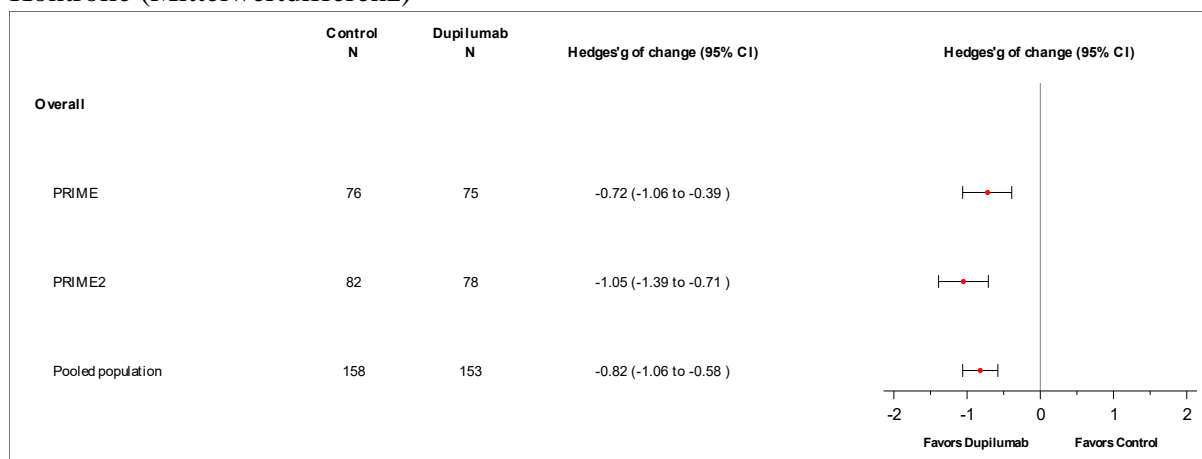 Kontrolle (Mittelwertdifferenz)
Control Dupilumab
N N Hedges'g of change (95% CI) Hedges'g of change (95% CI)
Overall
PRIME 76 75 -0.72 (-1.06 to -0.39 )
PRIME2 82 78 -1.05 (-1.39 to -0.71 )
Pooled population 158 153 -0.82 (-1.06 to -0.58 )
-2 -1 0 1 2
Favors Dupilumab Favors Control